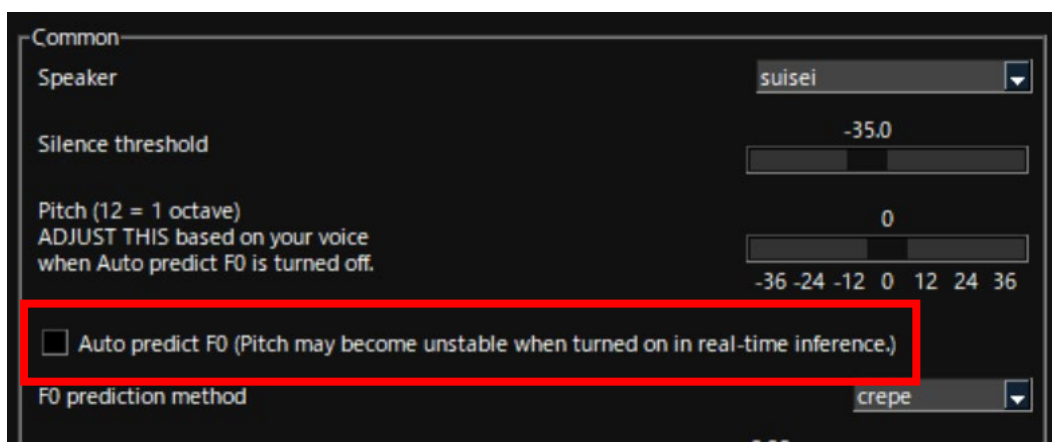 Common
Speaker
suisei
Silence threshold
-35.0
Pitch (12 = 1 octave)
ADJUST THIS based on your voice
when Auto predict F0 is turned off.
0
-36 -24 -12 0 12 24 36
Auto predict F0 (Pitch may become unstable when turned on in real-time inference.)
F0 prediction method
crepe